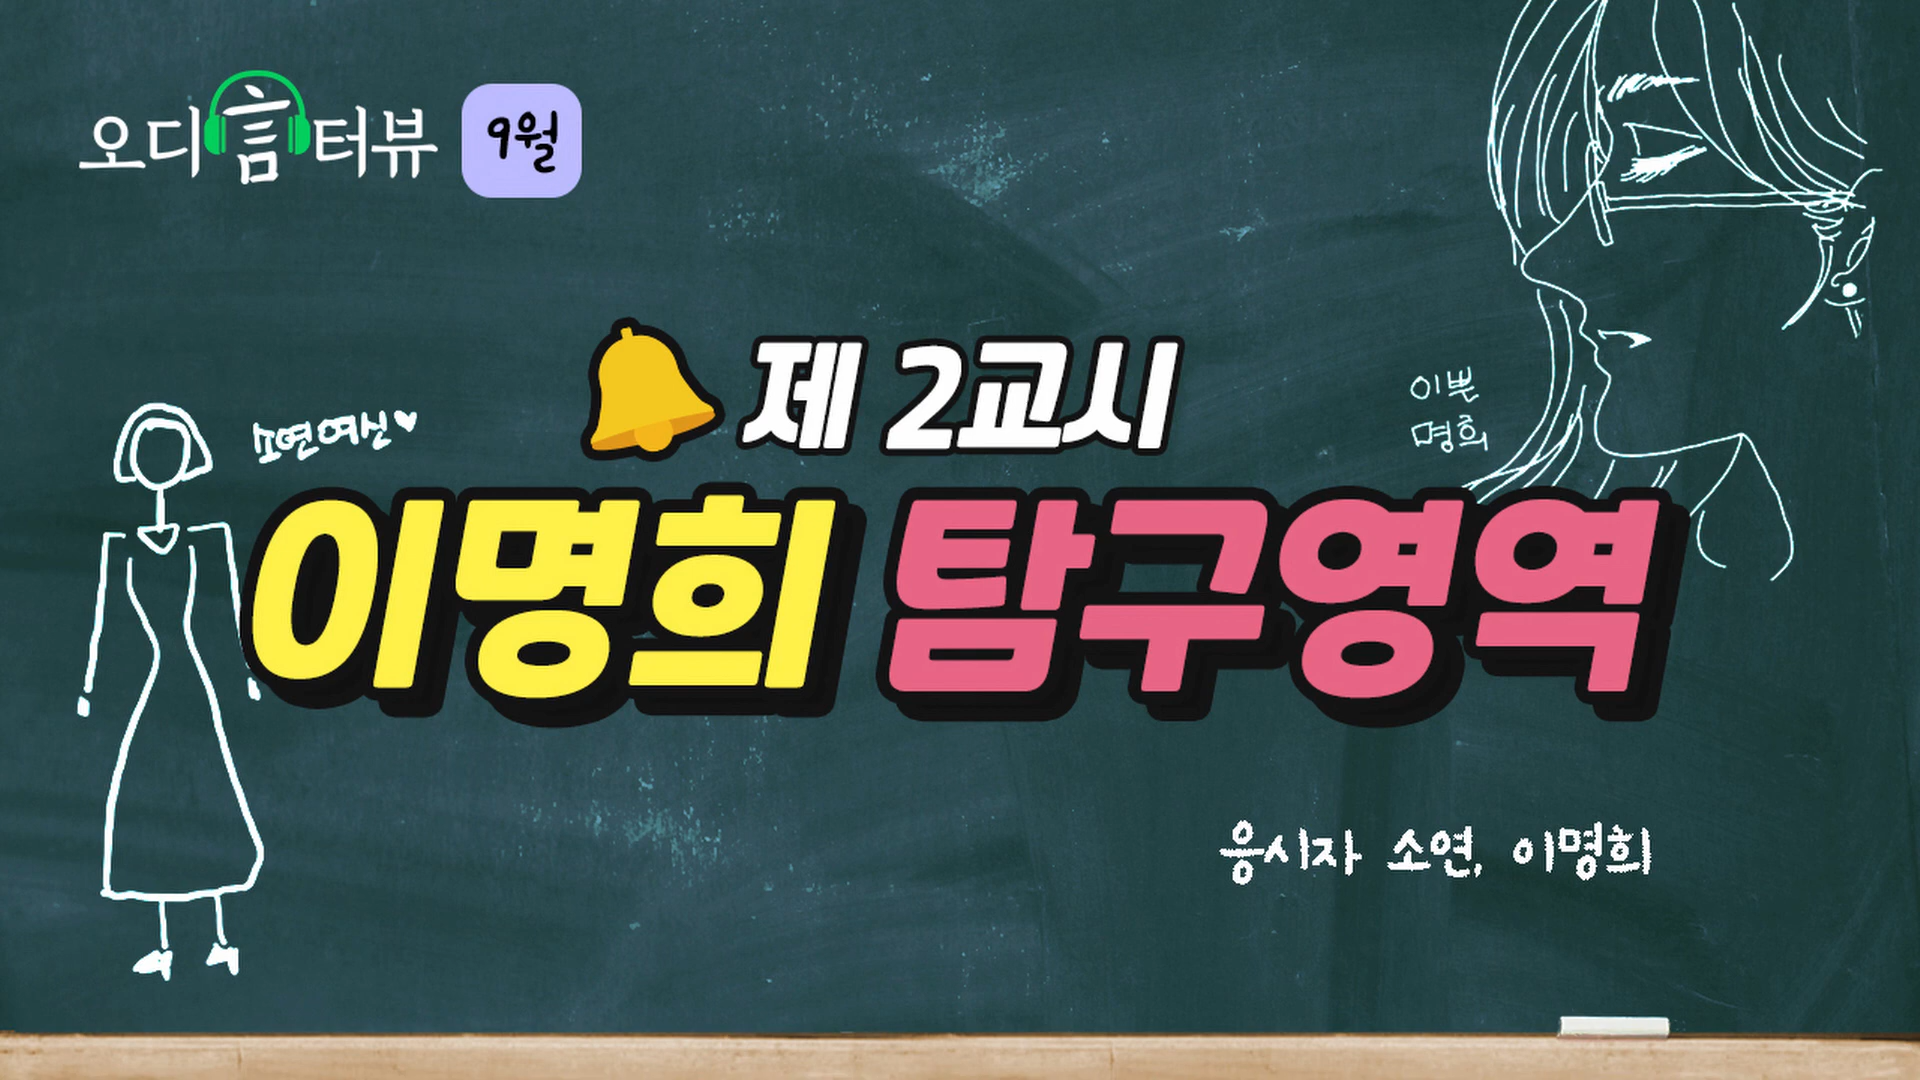 오디言터뷰 9월
제 2교시
이쁜
명희
소연여신♥
이명희 탐구영역
응시자 소연, 이명희